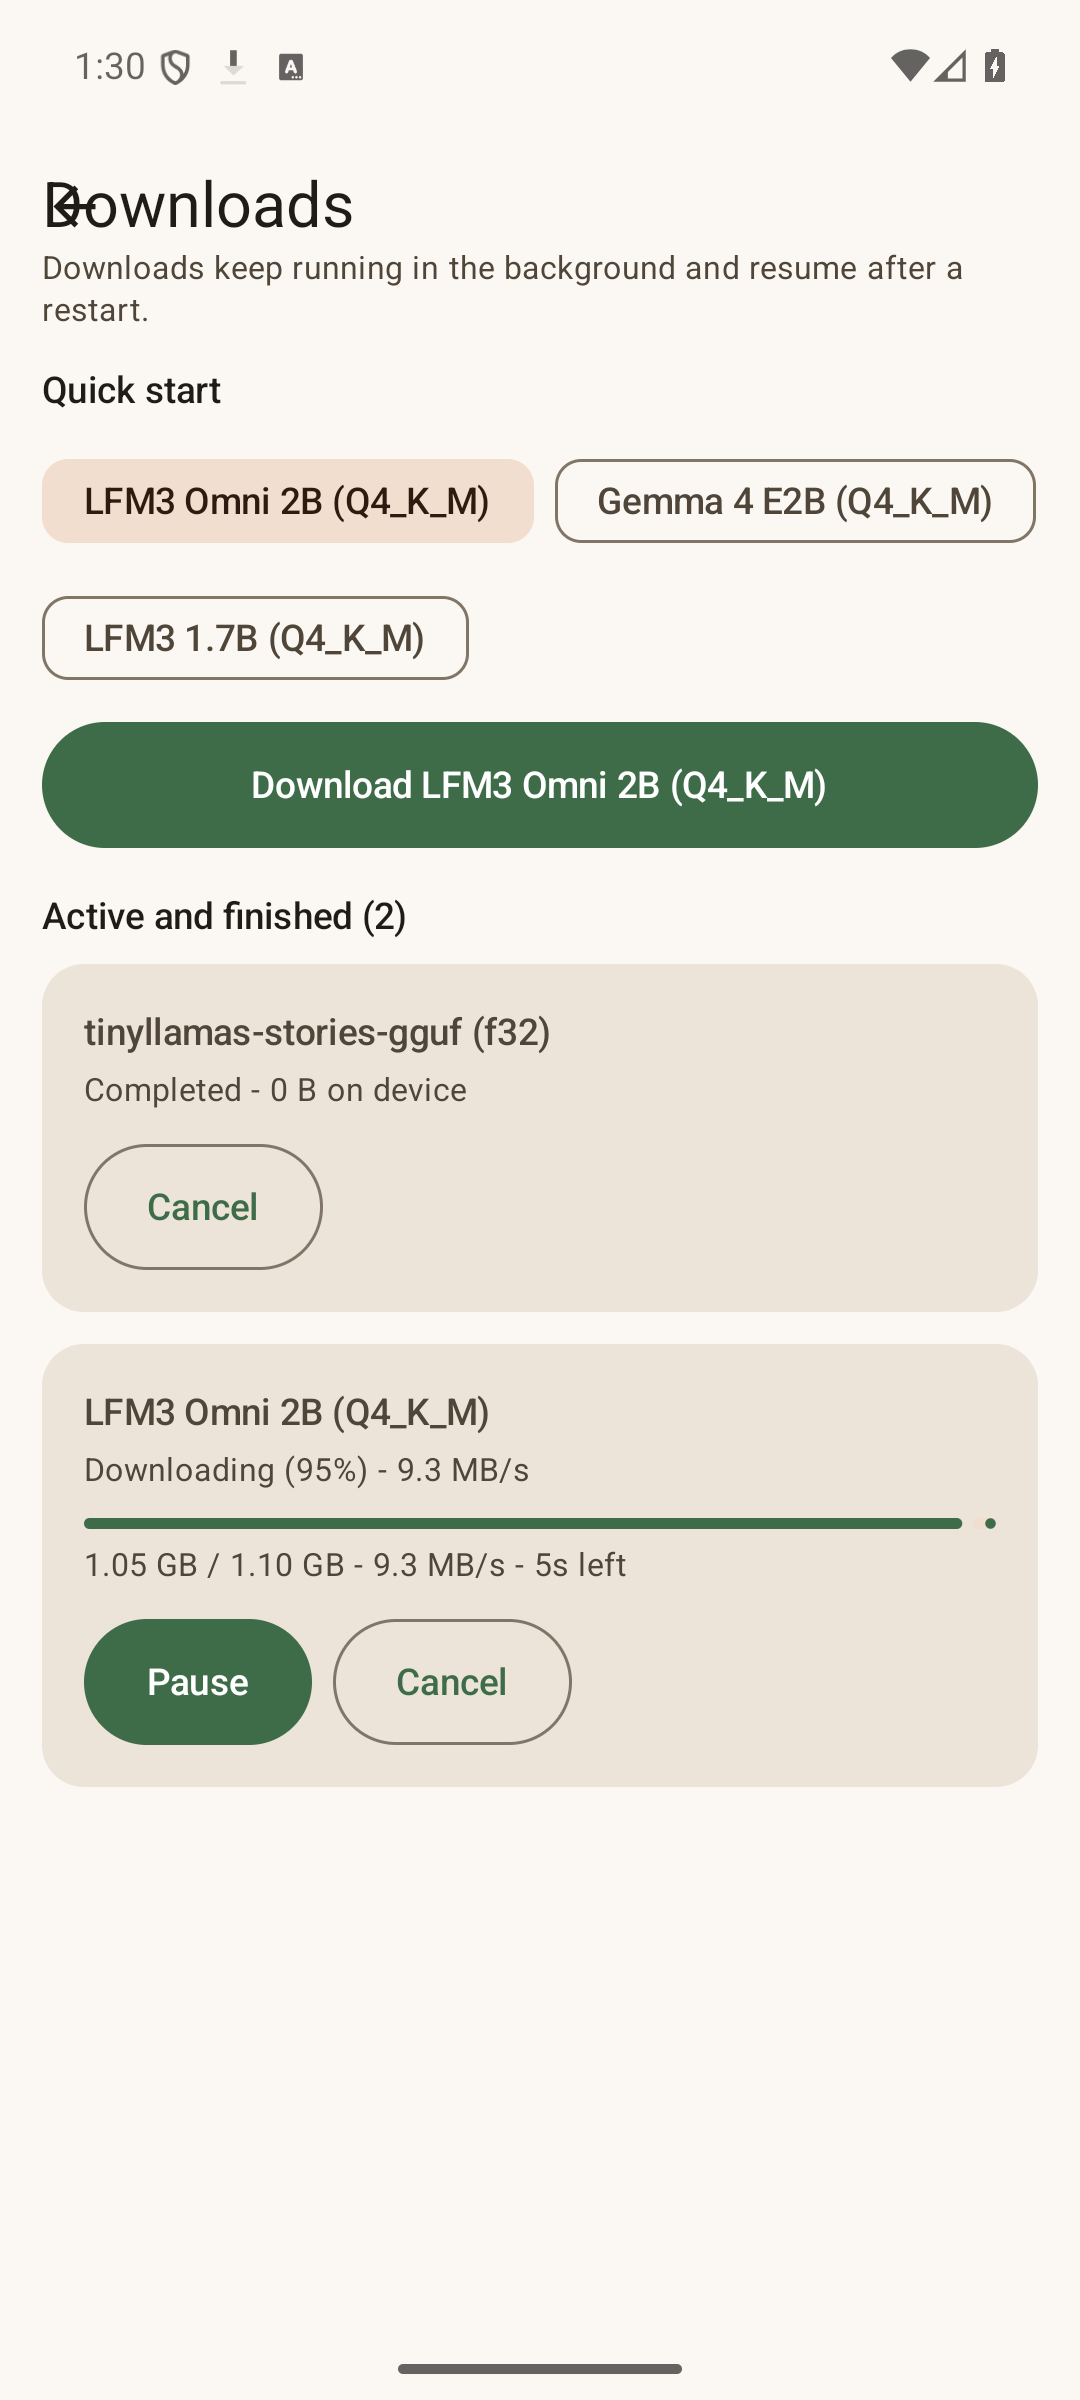 1:30
Downloads
Downloads keep running in the background and resume after a
restart.
Quick start
LFM3 Omni 2B (Q4_K_M)
Gemma 4 E2B (Q4_K_M)
LFM3 1.7B (Q4_K_M)
Download LFM3 Omni 2B (Q4_K_M)
Active and finished (2)
tinyllamas-stories-gguf (f32)
Completed - 0 B on device
Cancel
LFM3 Omni 2B (Q4_K_M)
Downloading (95%) - 9.3 MB/s
1.05 GB / 1.10 GB - 9.3 MB/s - 5s left
Pause
Cancel